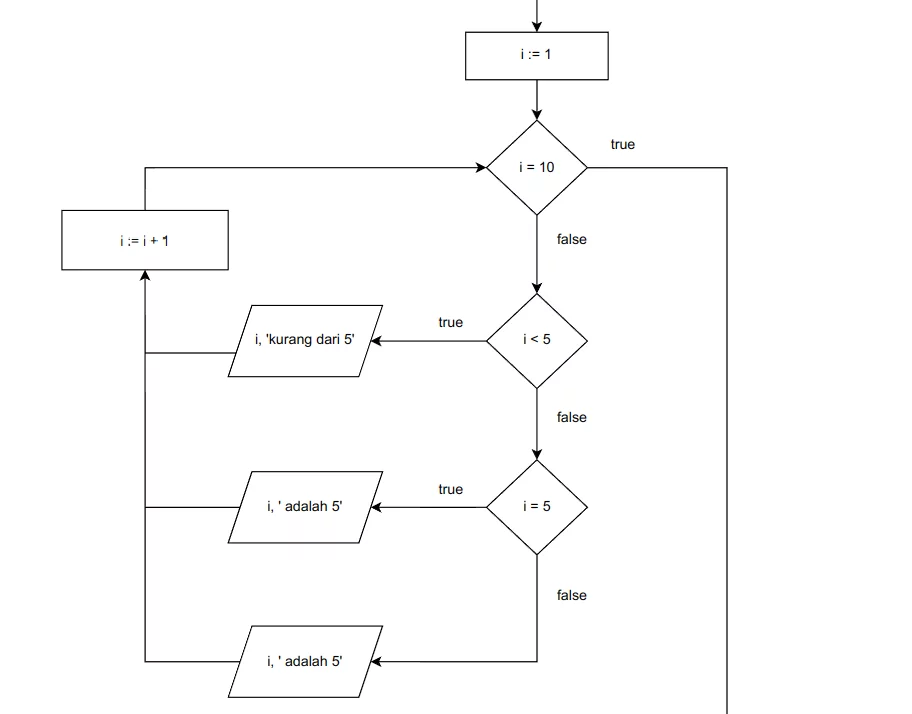 i := 1
i = 10
true
false
i := i + 1
i < 5
true
i, 'kurang dari 5'
false
i = 5
true
i, ' adalah 5'
false
i, ' adalah 5'